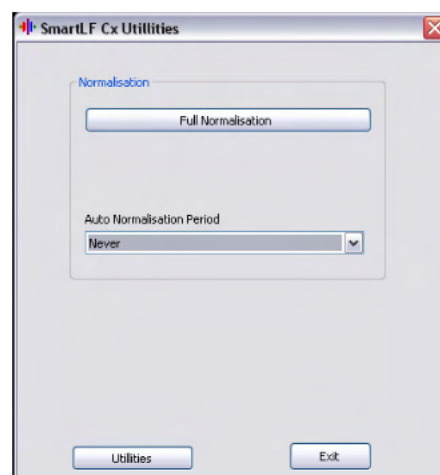 SmartLF Cx Utillities
Normalisation
Full Normalisation
Auto Normalisation Period
Never
Utilities
Exit